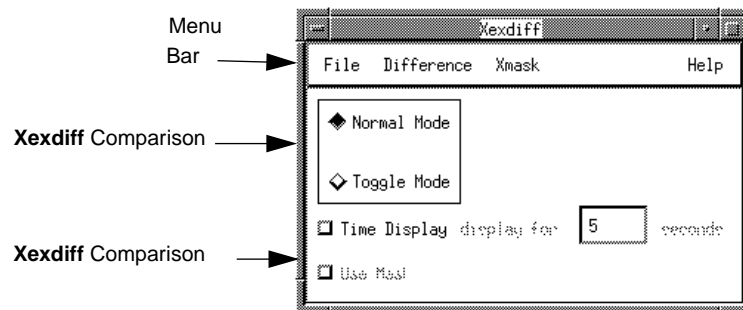 Menu
Bar
Xexdiff
File Difference Xmask Help
Xexdiff Comparison
Normal Mode
Toggle Mode
Time Display display for 5 seconds
Xexdiff Comparison
Use Mask